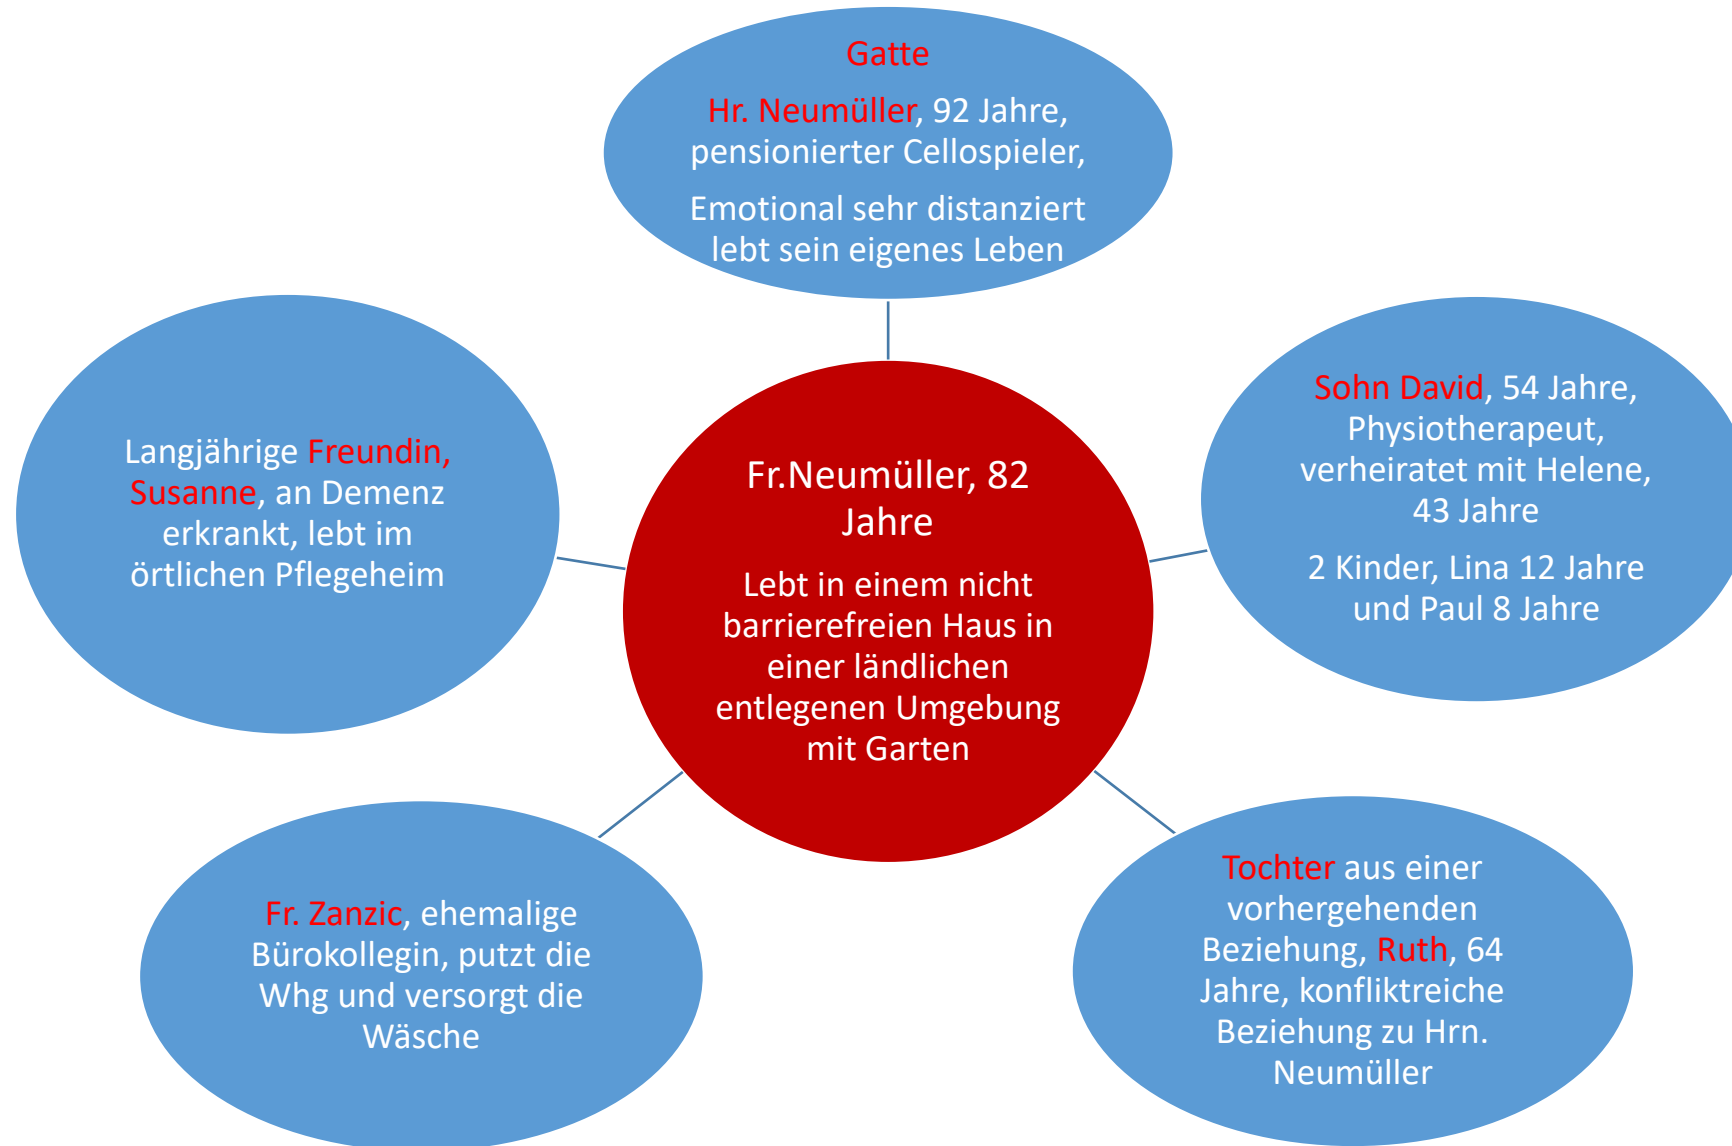 Gatte
Hr. Neumüller, 92 Jahre,
pensionierter Cellospieler,
Emotional sehr distanziert
lebt sein eigenes Leben
Sohn David, 54 Jahre,
Physiotherapeut,
verheiratet mit Helene,
43 Jahre
2 Kinder, Lina 12 Jahre
und Paul 8 Jahre
Langjährige Freundin,
Susanne, an Demenz
erkrankt, lebt im
örtlichen Pflegeheim
Fr.Neumüller, 82
Jahre
Lebt in einem nicht
barrierefreien Haus in
einer ländlichen
entlegenen Umgebung
mit Garten
Fr. Zanzic, ehemalige
Bürokollegin, putzt die
Whg und versorgt die
Wäsche
Tochter aus einer
vorhergehenden
Beziehung, Ruth, 64
Jahre, konfliktreiche
Beziehung zu Hrn.
Neumüller